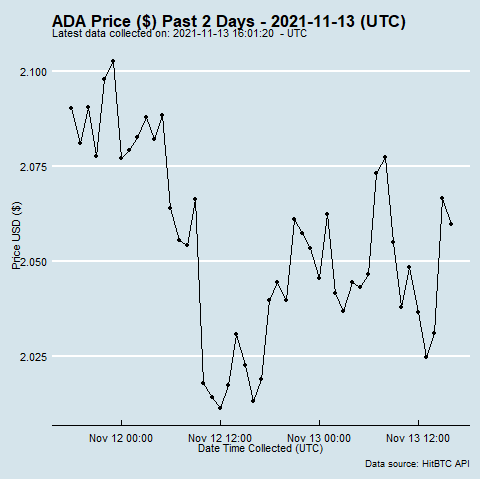 ADA Price ($) Past 2 Days - 2021-11-13 (UTC)
Latest data collected on: 2021-11-13 16:01:20  - UTC
2.100
2.075
2.050
2.025
Price USD ($)
Nov 12 00:00
Nov 12 12:00
Nov 13 00:00
Nov 13 12:00
Date Time Collected (UTC)
Data source: HitBTC API